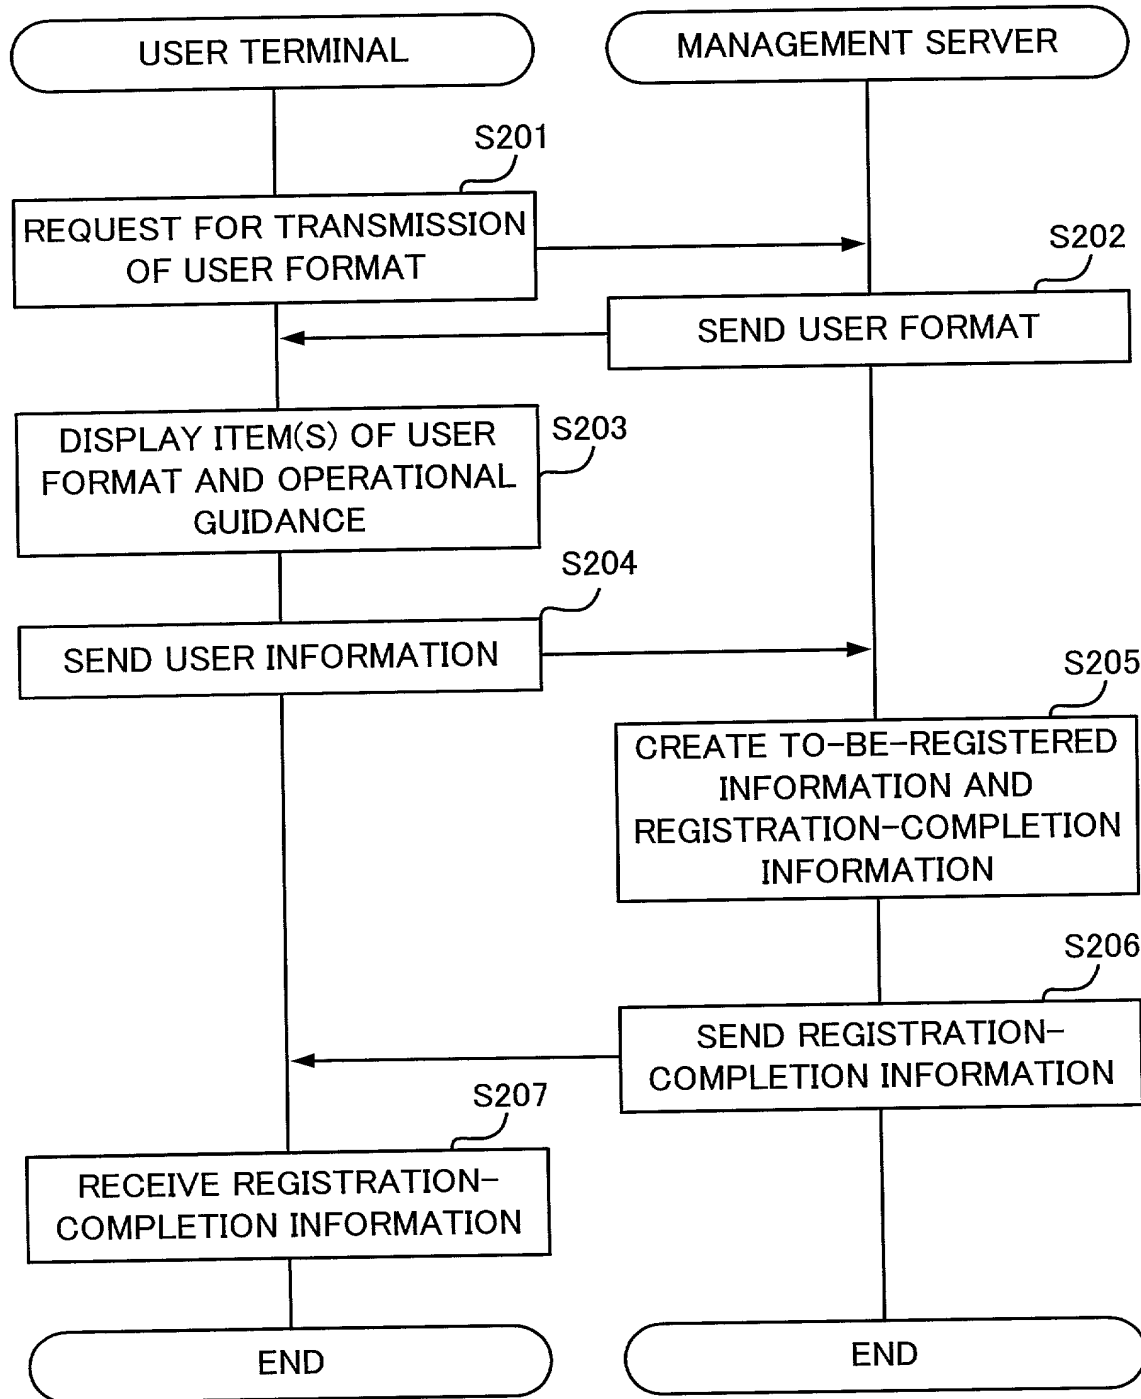 USER TERMINAL
MANAGEMENT SERVER
S201
REQUEST FOR TRANSMISSION
OF USER FORMAT
S202
SEND USER FORMAT
S203
DISPLAY ITEM(S) OF USER
FORMAT AND OPERATIONAL
GUIDANCE
S204
SEND USER INFORMATION
S205
CREATE TO-BE-REGISTERED
INFORMATION AND
REGISTRATION-COMPLETION
INFORMATION
S206
SEND REGISTRATION-
COMPLETION INFORMATION
S207
RECEIVE REGISTRATION-
COMPLETION INFORMATION
END
END